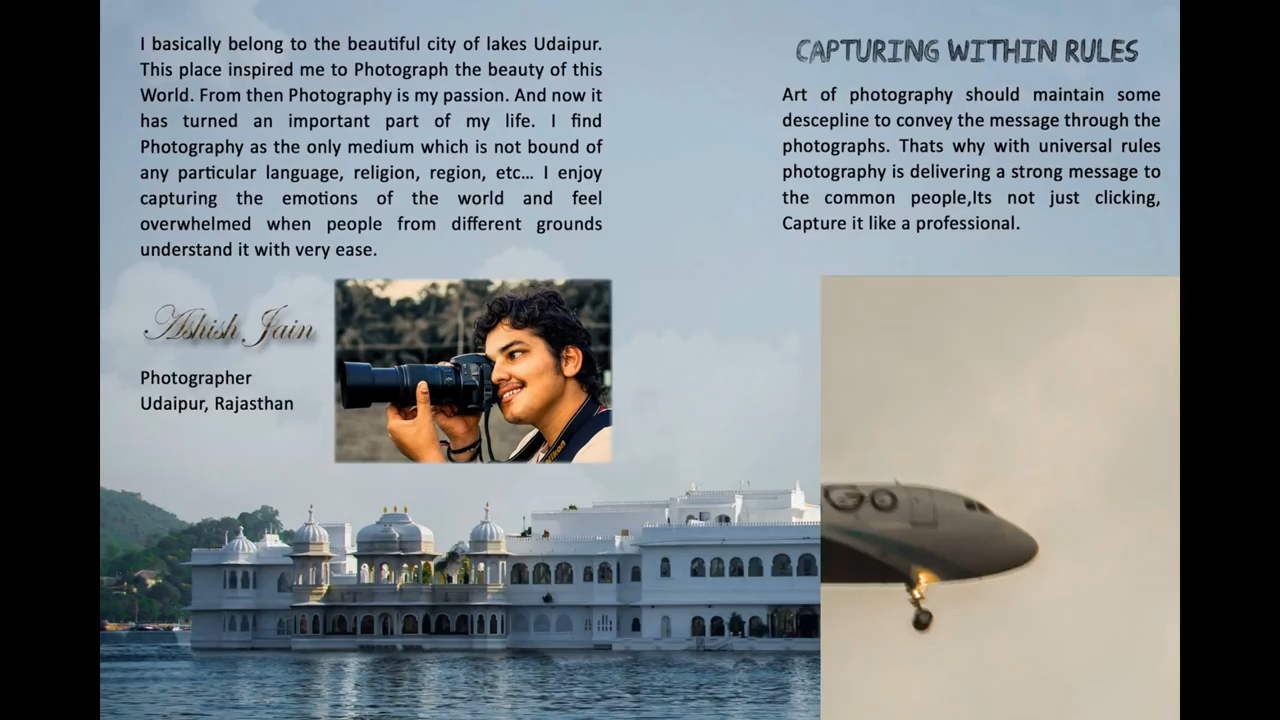 I basically belong to the beautiful city of lakes Udaipur.
This place inspired me to Photograph the beauty of this
World. From then Photography is my passion. And now it
has turned an important part of my life. I find
Photography as the only medium which is not bound of
any particular language, religion, region, etc... I enjoy
capturing the emotions of the world and feel
overwhelmed when people from different grounds
understand it with very ease.
Ashish Jain
Photographer
Udaipur, Rajasthan
Nikon
CAPTURING WITHIN RULES
Art of photography should maintain some
descepline to convey the message through the
photographs. Thats why with universal rules
photography is delivering a strong message to
the common people,Its not just clicking,
Capture it like a professional.
GO